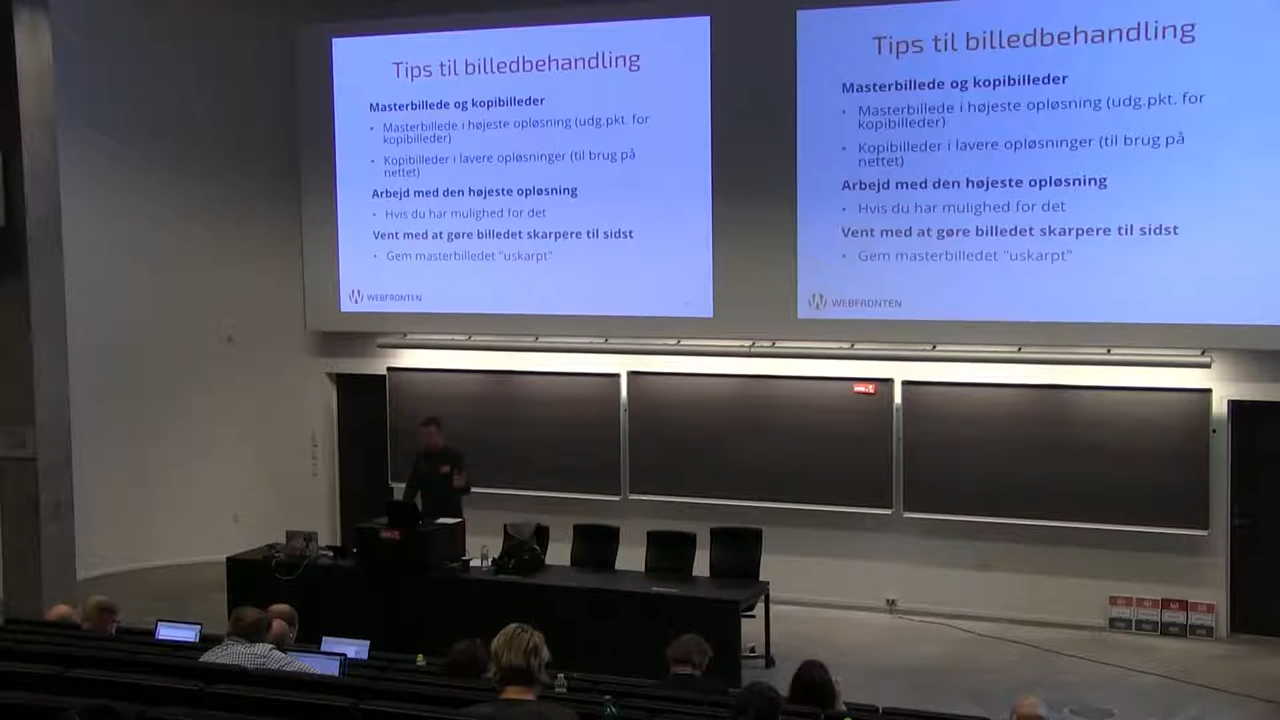 Tips til billedbehandling
Masterbillede og kopibilleder
• Masterbillede i højeste opløsning (udg.pkt. for
kopibilleder)
• Kopibilleder i lavere opløsninger (til brug på
nettet)
Arbejd med den højeste opløsning
• Hvis du har mulighed for det
Vent med at gøre billedet skarpere til sidst
• Gem masterbilledet "uskarpt"
WEBFRONTEN
Tips til billedbehandling
Masterbillede og kopibilleder
• Masterbillede i højeste opløsning (udg.pkt. for
kopibilleder)
• Kopibilleder i lavere opløsninger (til brug på
nettet)
Arbejd med den højeste opløsning
• Hvis du har mulighed for det
Vent med at gøre billedet skarpere til sidst
• Gem masterbilledet "uskarpt"
WEBFRONTEN